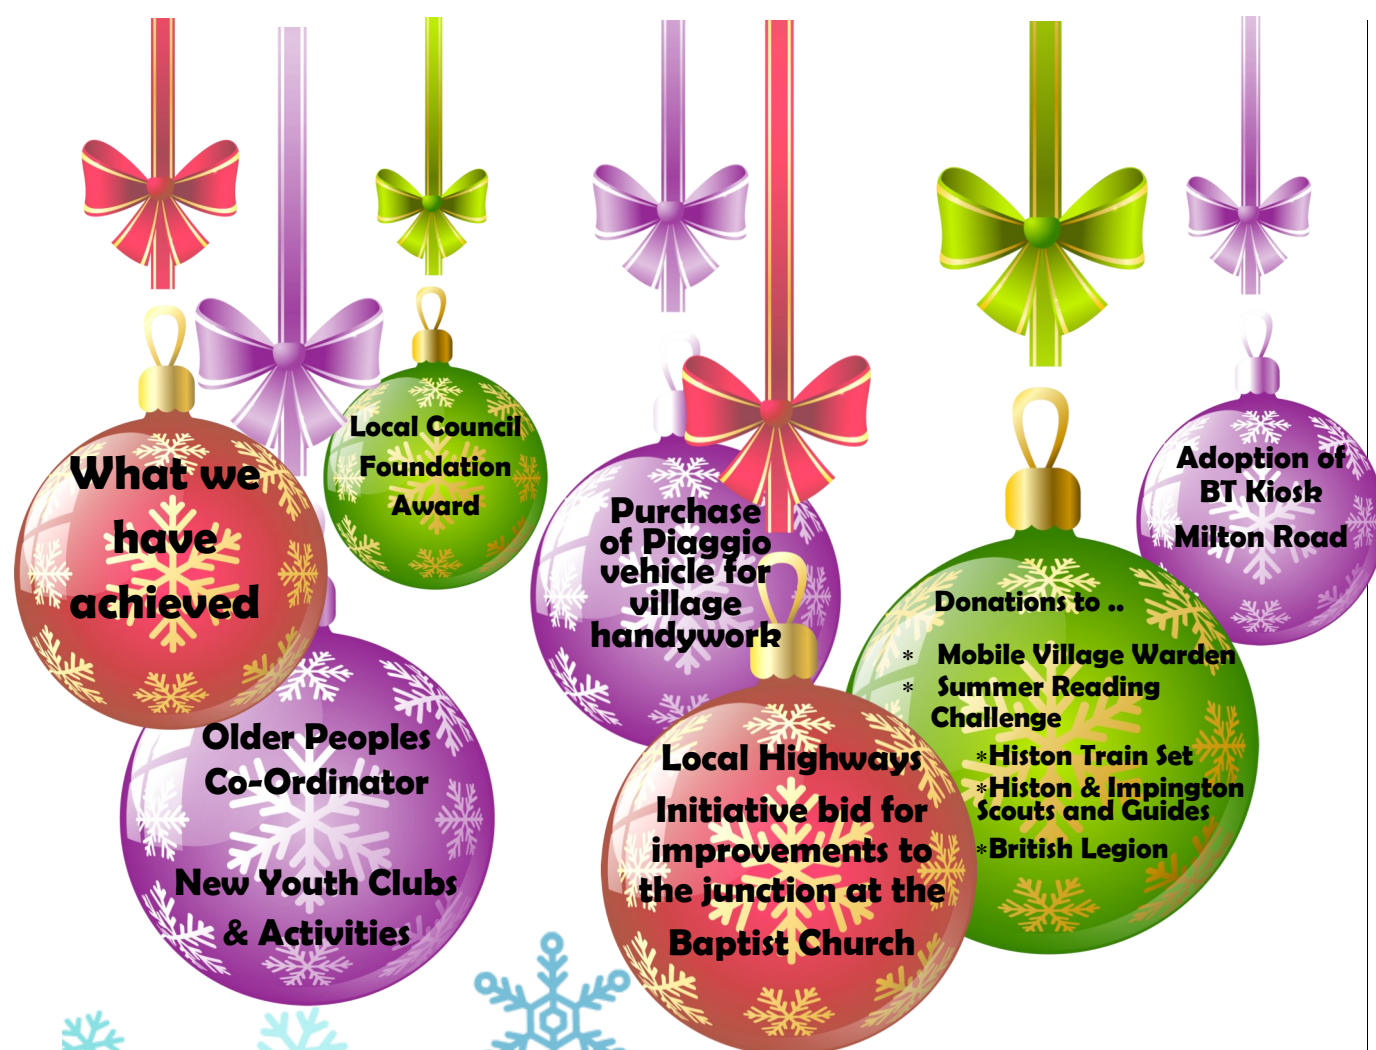 What we
have
achieved
Local Council
Foundation
Award
Older Peoples
Co-Ordinator
New Youth Clubs
& Activities
Purchase
of Piaggio
vehicle for
village
handywork
Local Highways
Initiative bid for
improvements to
the junction at the
Baptist Church
Donations to ..
* Mobile Village Warden
* Summer Reading
Challenge
*Histon Train Set
*Histon & Impington
Scouts and Guides
*British Legion
Adoption of
BT Kiosk
Milton Road